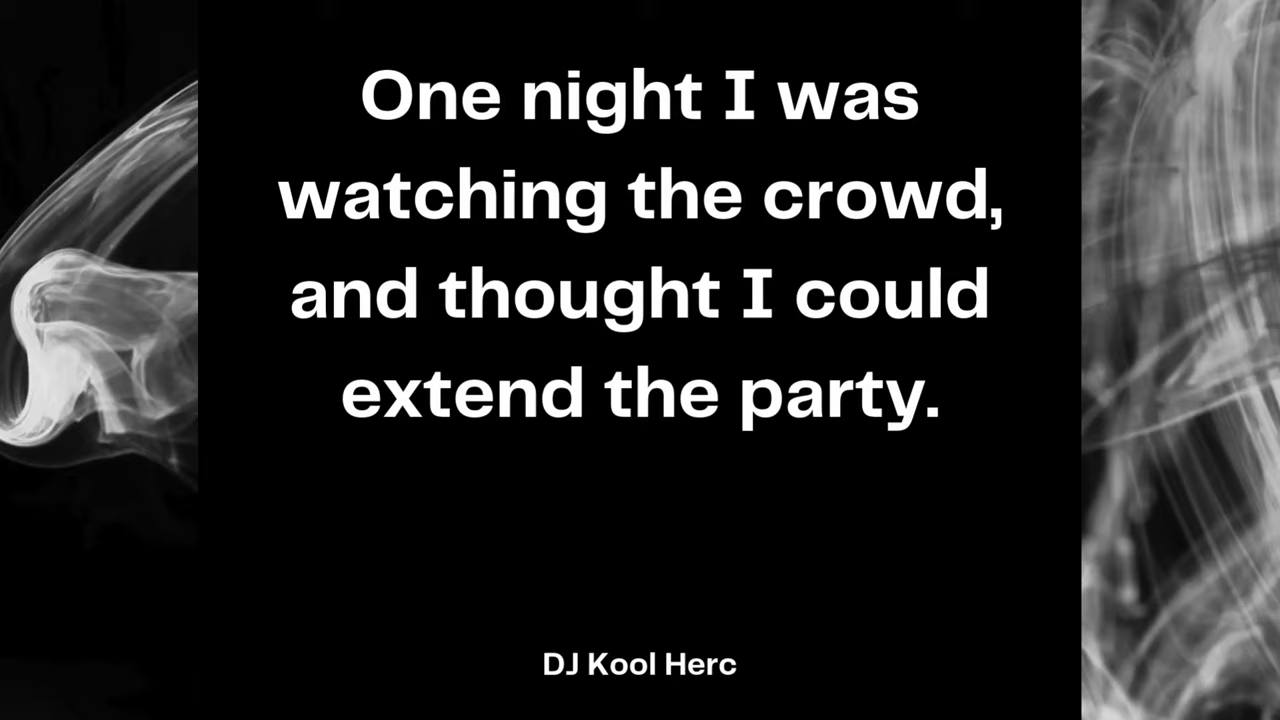 One night I was
watching the crowd,
and thought I could
extend the party.
DJ Kool Herc